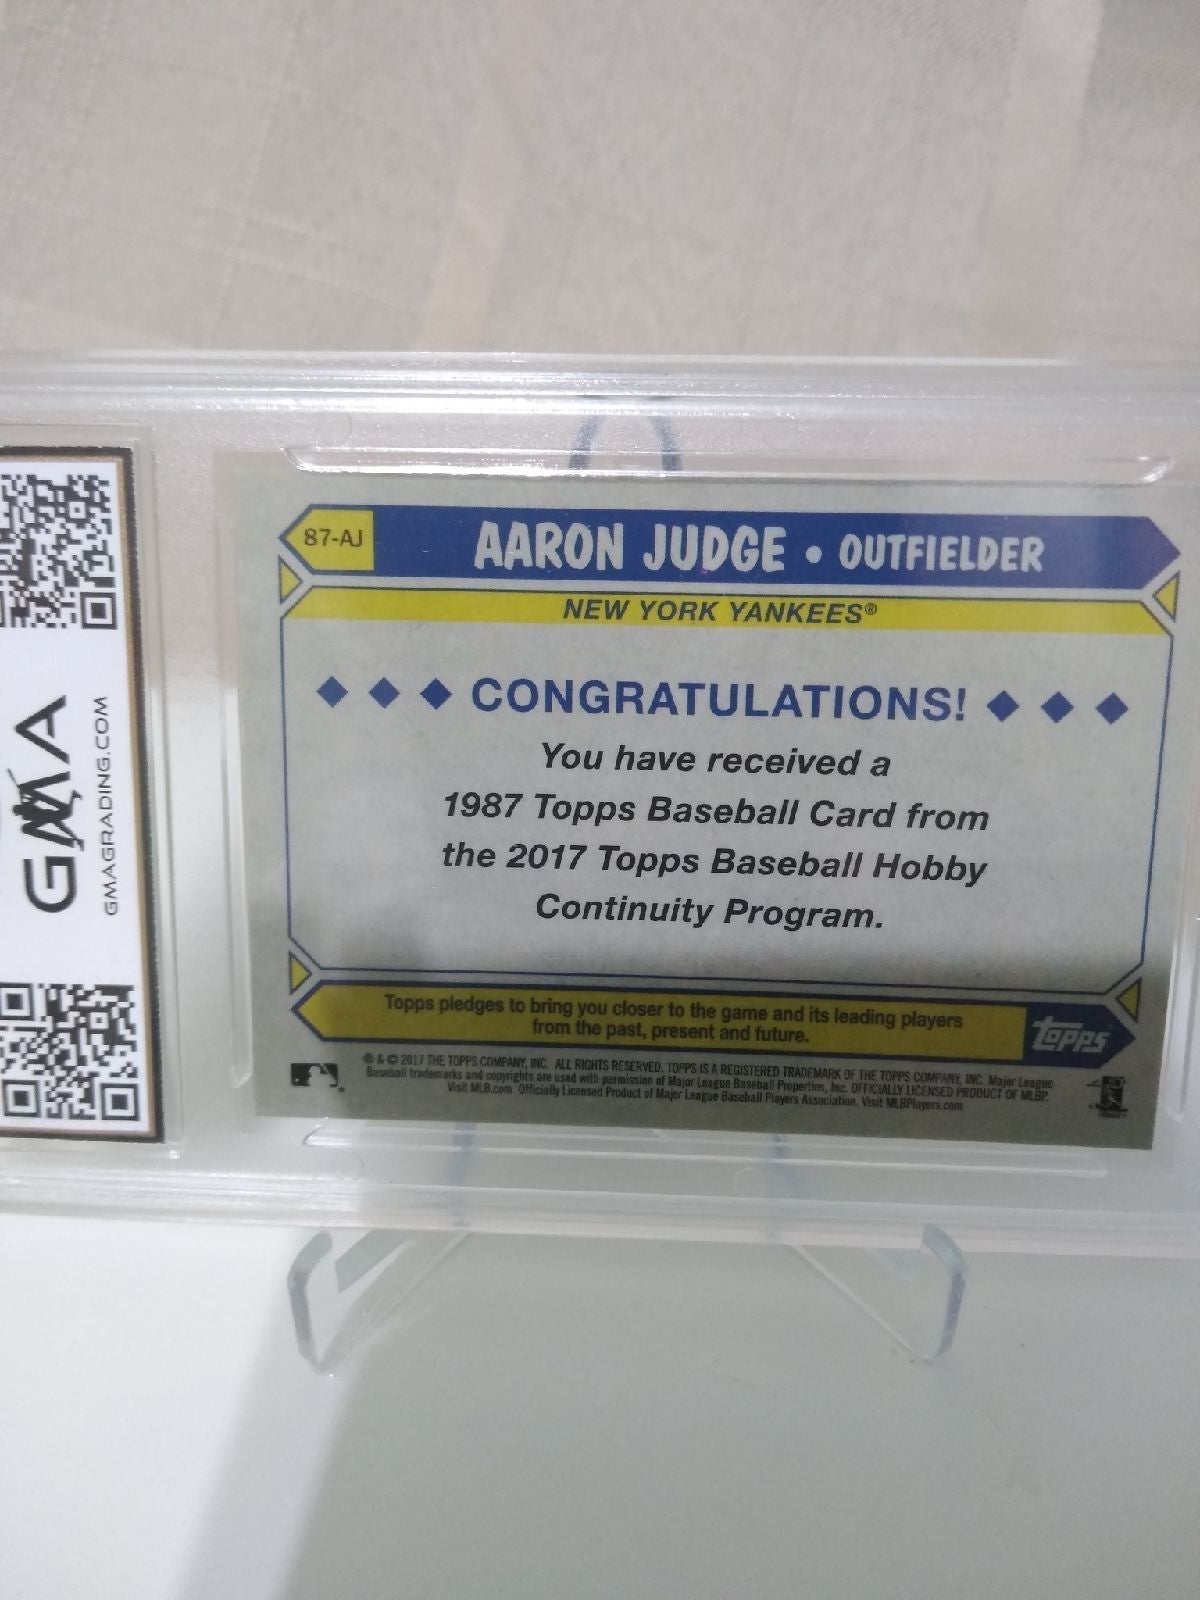 87-AJ
AARON JUDGE • OUTFIELDER
NEW YORK YANKEES®
CONGRATULATIONS!
You have received a
1987 Topps Baseball Card from
the 2017 Topps Baseball Hobby
Continuity Program.
Topps pledges to bring you closer to the game and its leading players
from the past, present and future.
topps
® & © 2017 THE TOPPS COMPANY, INC. ALL RIGHTS RESERVED. TOPPS IS A REGISTERED TRADEMARK OF THE TOPPS COMPANY, INC. Major League
Baseball trademarks and copyrights are used with permission of Major League Baseball Properties, Inc. OFFICIALLY LICENSED PRODUCT OF MLBP.
Visit MLB.com Officially Licensed Product of Major League Baseball Players Association. Visit MLBPlayers.com
GMA
GMAGRADING.COM